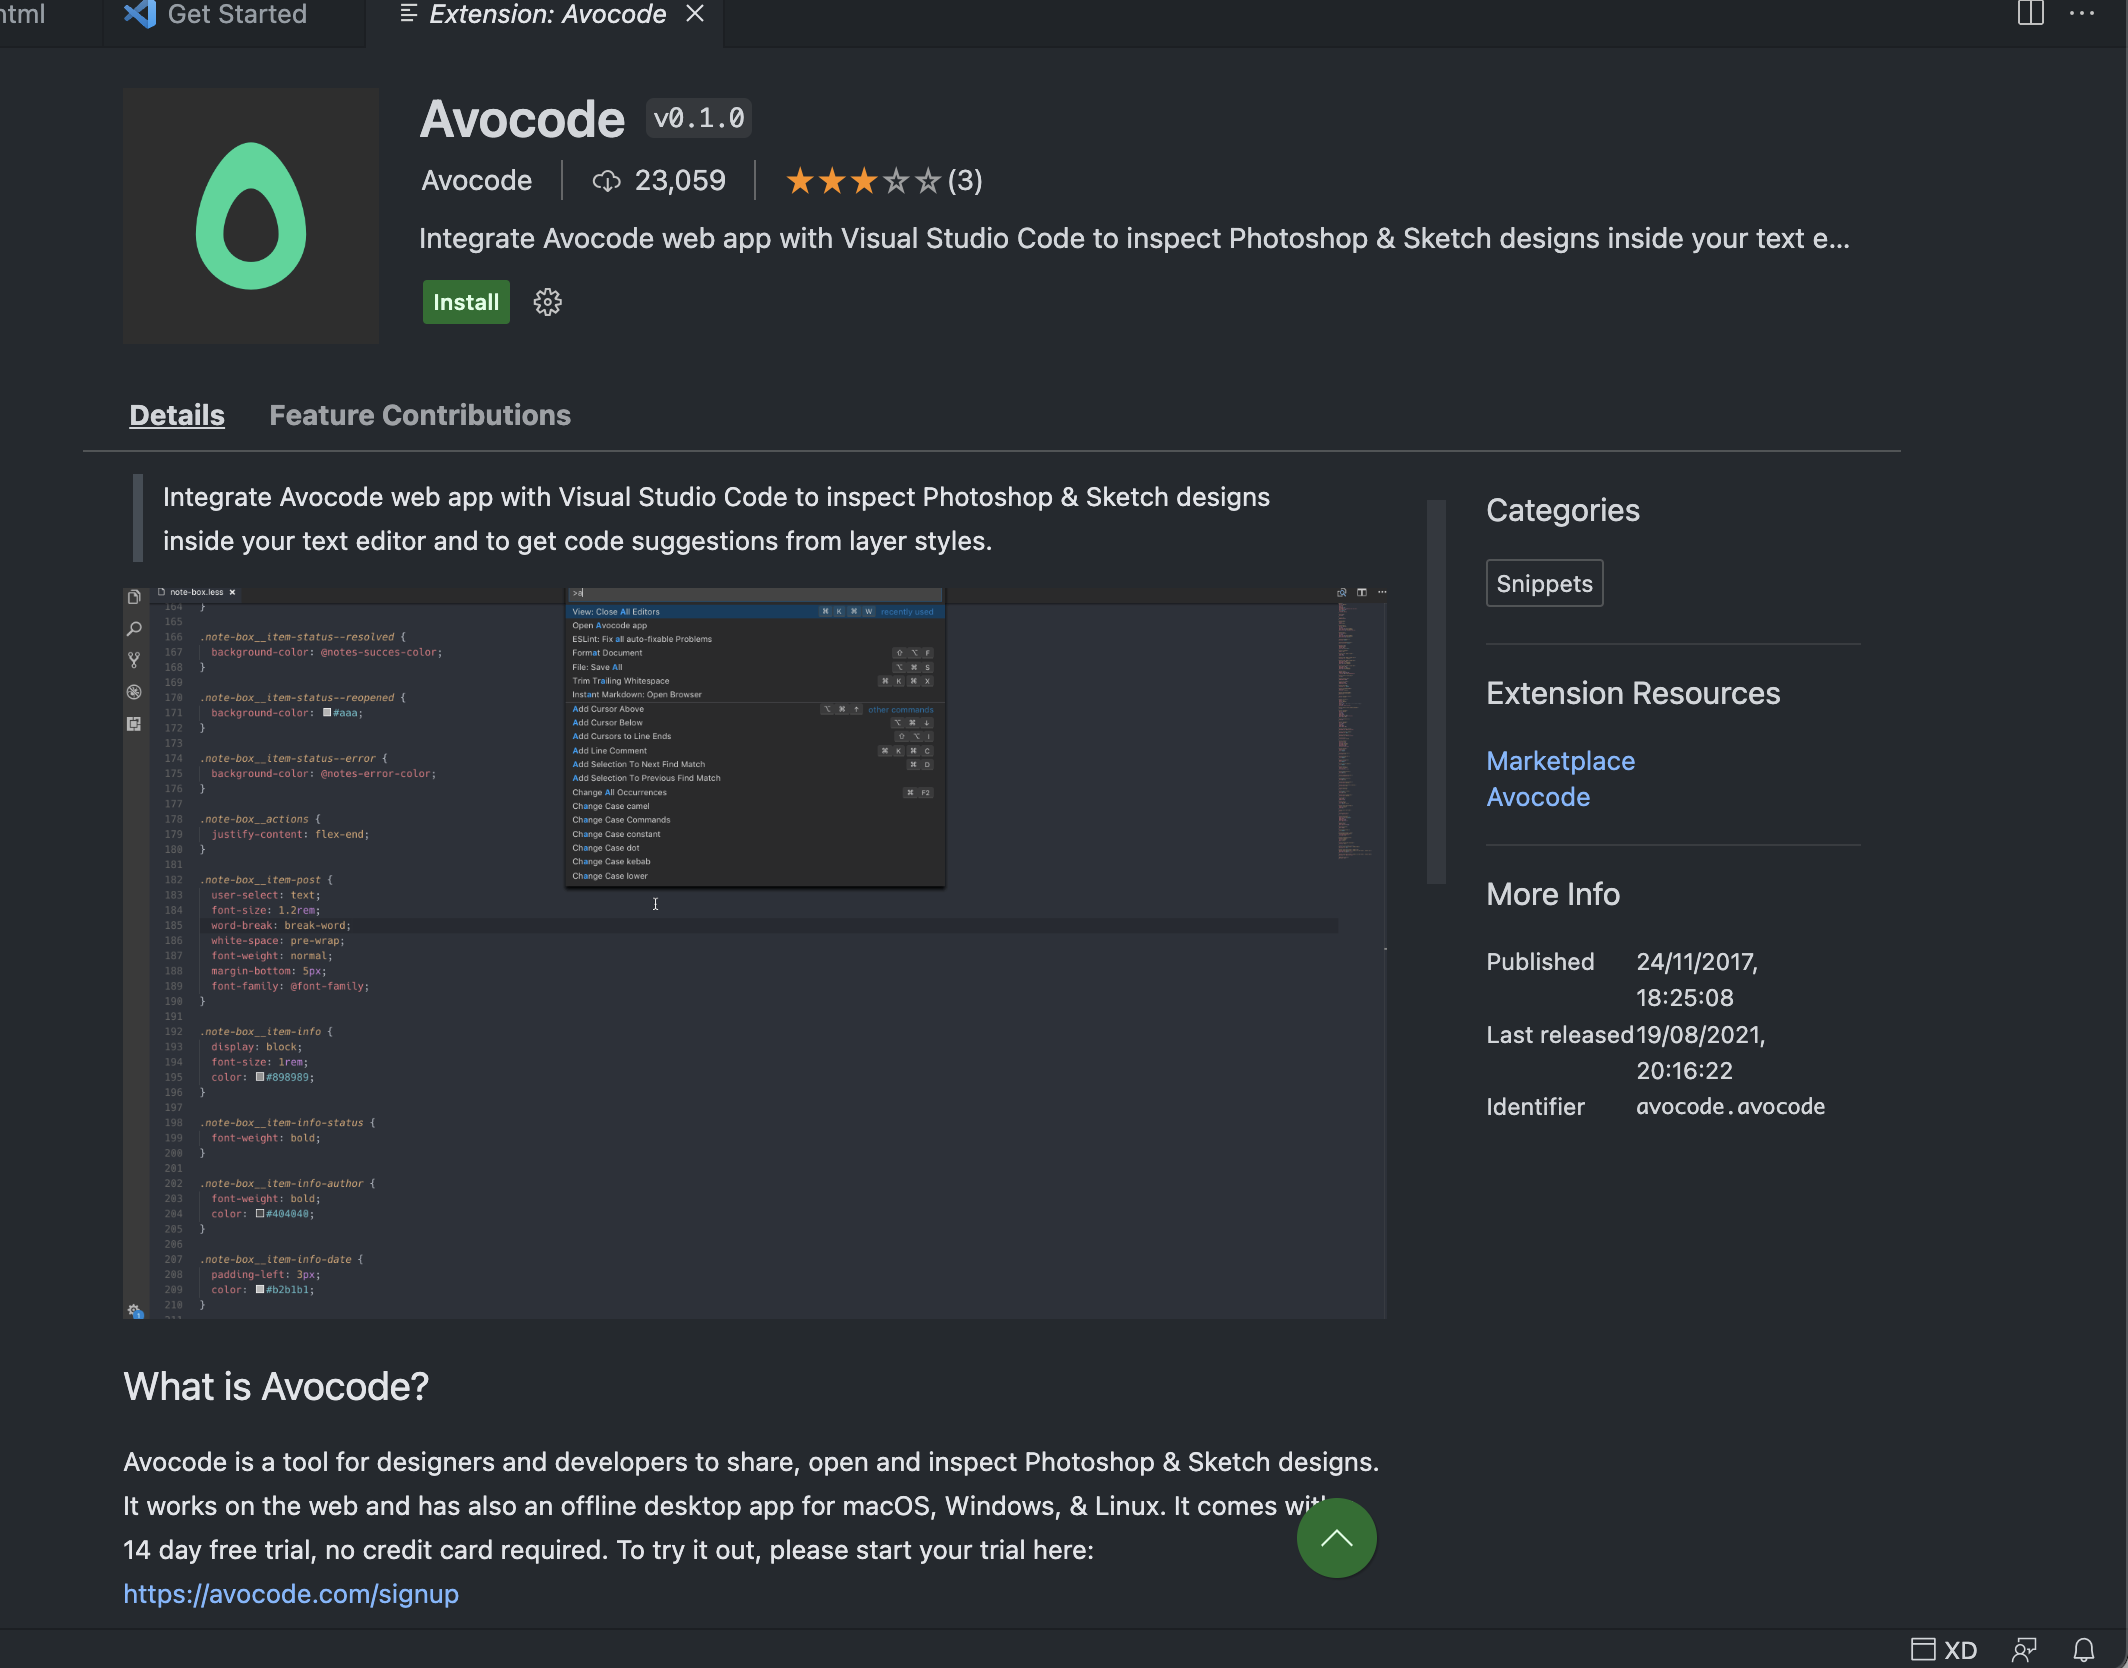 html Get Started Extension: Avocode
Avocode v0.1.0
Avocode 23,059 (3)
Integrate Avocode web app with Visual Studio Code to inspect Photoshop & Sketch designs inside your text e...
Install
Details Feature Contributions
Integrate Avocode web app with Visual Studio Code to inspect Photoshop & Sketch designs
inside your text editor and to get code suggestions from layer styles.
note-box.less
164 }
165
166 .note-box__item-status--resolved {
167 background-color: @notes-succes-color;
168 }
169
170 .note-box__item-status--reopened {
171 background-color: #aaa;
172 }
173
174 .note-box__item-status--error {
175 background-color: @notes-error-color;
176 }
177
178 .note-box__actions {
179 justify-content: flex-end;
180 }
181
182 .note-box__item-post {
183 user-select: text;
184 font-size: 1.2rem;
185 word-break: break-word;
186 white-space: pre-wrap;
187 font-weight: normal;
188 margin-bottom: 5px;
189 font-family: @font-family;
190 }
191
192 .note-box__item-info {
193 display: block;
194 font-size: 1rem;
195 color: #898989;
196 }
197
198 .note-box__item-info-status {
199 font-weight: bold;
200 }
201
202 .note-box__item-info-author {
203 font-weight: bold;
204 color: #404040;
205 }
206
207 .note-box__item-info-date {
208 padding-left: 3px;
209 color: #b2b1b1;
210 }
211
>a
View: Close All Editors ⌘ K ⌘ W recently used
Open Avocode app
ESLint: Fix all auto-fixable Problems
Format Document ⇧ ⌥ F
File: Save All ⌥ ⌘ S
Trim Trailing Whitespace ⌘ K ⌘ X
Instant Markdown: Open Browser
Add Cursor Above ⌥ ⌘ ↑ other commands
Add Cursor Below ⌥ ⌘ ↓
Add Cursors to Line Ends ⇧ ⌥ I
Add Line Comment ⌘ K ⌘ C
Add Selection To Next Find Match ⌘ D
Add Selection To Previous Find Match
Change All Occurrences ⌘ F2
Change Case camel
Change Case Commands
Change Case constant
Change Case dot
Change Case kebab
Change Case lower
What is Avocode?
Avocode is a tool for designers and developers to share, open and inspect Photoshop & Sketch designs.
It works on the web and has also an offline desktop app for macOS, Windows, & Linux. It comes with
14 day free trial, no credit card required. To try it out, please start your trial here:
https://avocode.com/signup
Categories
Snippets
Extension Resources
Marketplace
Avocode
More Info
Published 24/11/2017,
18:25:08
Last released 19/08/2021,
20:16:22
Identifier avocode.avocode
XD